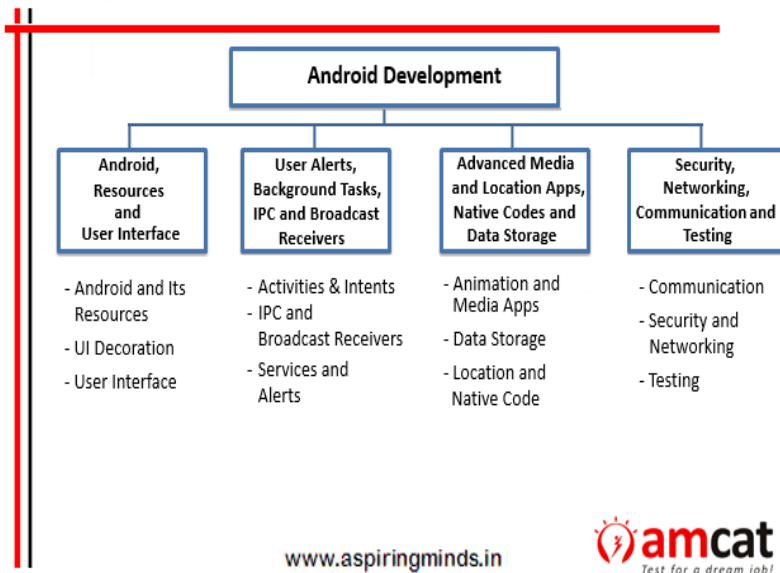 Android Development
Android,
Resources
and
User Interface
User Alerts,
Background Tasks,
IPC and Broadcast
Receivers
Advanced Media
and Location Apps,
Native Codes and
Data Storage
Security,
Networking,
Communication and
Testing
- Android and Its
Resources
- UI Decoration
- User Interface
- Activities & Intents
- IPC and
Broadcast Receivers
- Services and
Alerts
- Animation and
Media Apps
- Data Storage
- Location and
Native Code
- Communication
- Security and
Networking
- Testing
www.aspiringminds.in
amcat
Test for a dream job!